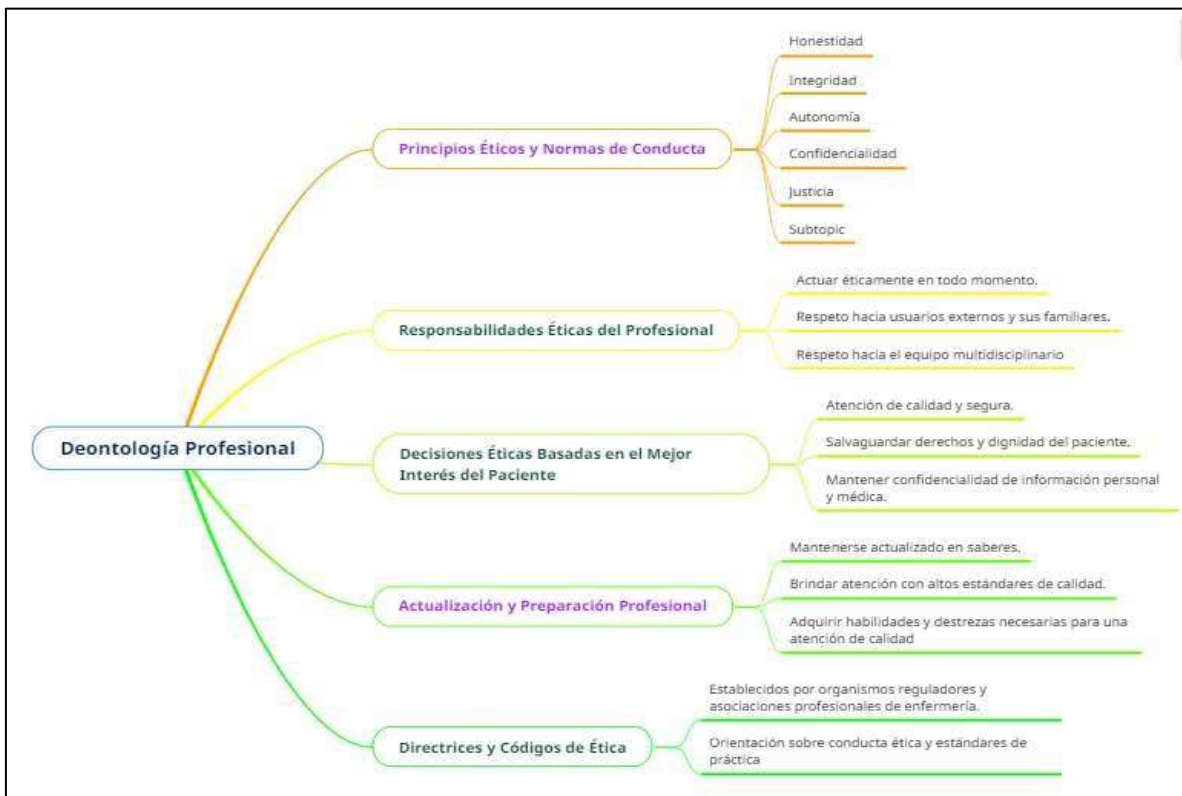 Honestidad
Integridad
Autonomía
Principios Éticos y Normas de Conducta
Confidencialidad
Justicia
Subtopic
Actuar éticamente en todo momento.
Responsabilidades Éticas del Profesional
Respeto hacia usuarios externos y sus familiares.
Respeto hacia el equipo multidisciplinario
Deontología Profesional
Decisiones Éticas Basadas en el Mejor
Interés del Paciente
Atención de calidad y segura.
Salvaguardar derechos y dignidad del paciente.
Mantener confidencialidad de información personal
y médica.
Mantenerse actualizado en saberes.
Actualización y Preparación Profesional
Brindar atención con altos estándares de calidad.
Adquirir habilidades y destrezas necesarias para una
atención de calidad
Establecidos por organismos reguladores y
asociaciones profesionales de enfermería.
Directrices y Códigos de Ética
Orientación sobre conducta ética y estándares de
práctica